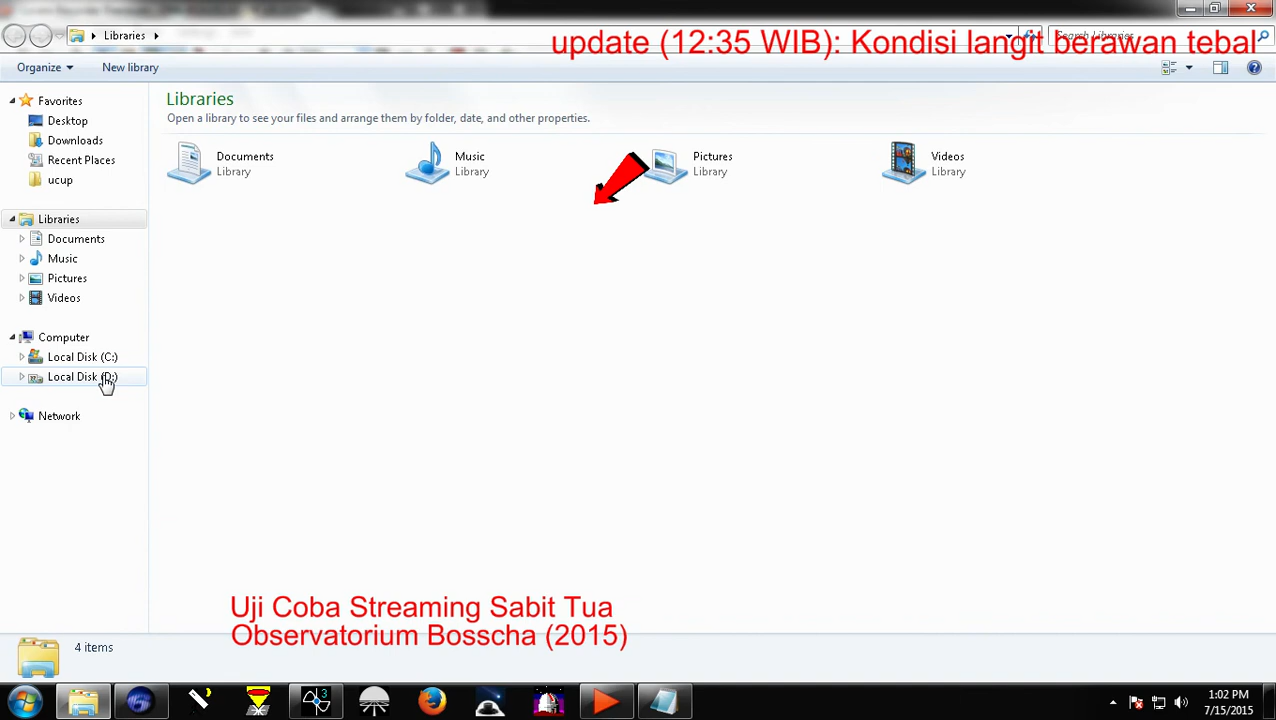 Libraries
update (12:35 WIB): Kondisi langit berawan tebal
Search Libraries
Organize
New library
Favorites
Desktop
Downloads
Recent Places
ucup
Libraries
Documents
Music
Pictures
Videos
Computer
Local Disk (C:)
Local Disk (D:)
Network
Libraries
Open a library to see your files and arrange them by folder, date, and other properties.
Documents
Library
Music
Library
Pictures
Library
Videos
Library
Uji Coba Streaming Sabit Tua
Observatorium Bosscha (2015)
4 items
1:02 PM
7/15/2015